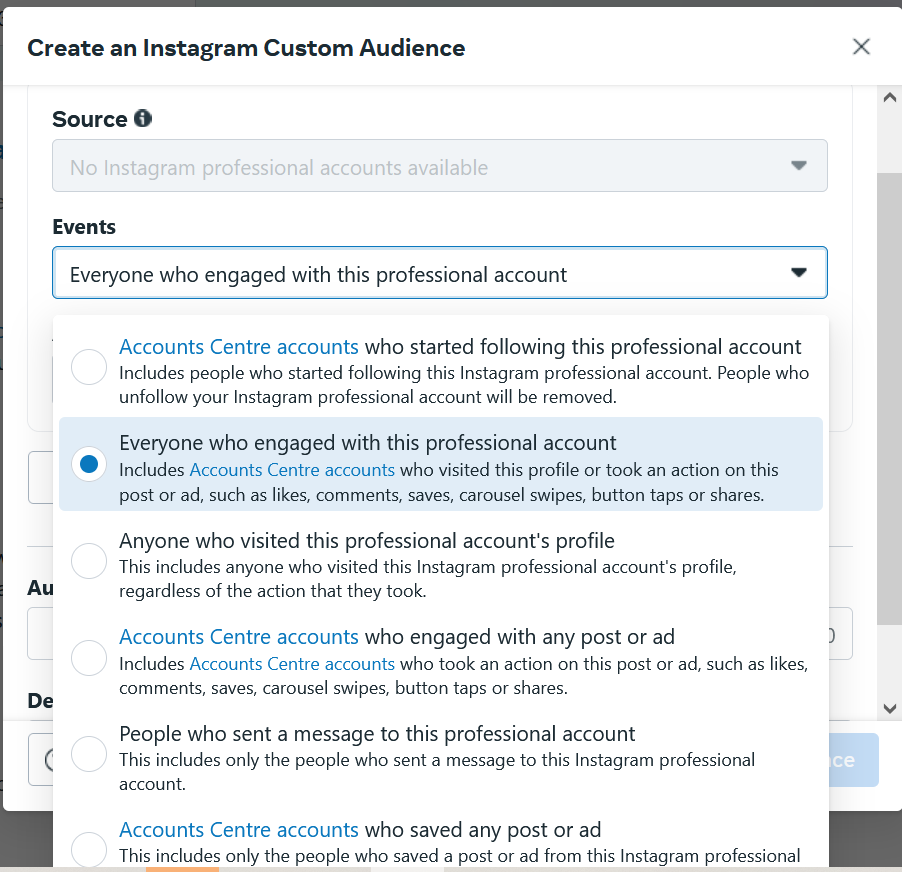 Create an Instagram Custom Audience
Source
No Instagram professional accounts available
Events
Everyone who engaged with this professional account
Accounts Centre accounts who started following this professional account
Includes people who started following this Instagram professional account. People who
unfollow your Instagram professional account will be removed.
Everyone who engaged with this professional account
Includes Accounts Centre accounts who visited this profile or took an action on this
post or ad, such as likes, comments, saves, carousel swipes, button taps or shares.
Anyone who visited this professional account's profile
This includes anyone who visited this Instagram professional account's profile,
regardless of the action that they took.
Accounts Centre accounts who engaged with any post or ad
Includes Accounts Centre accounts who took an action on this post or ad, such as likes,
comments, saves, carousel swipes, button taps or shares.
People who sent a message to this professional account
This includes only the people who sent a message to this Instagram professional
account.
Accounts Centre accounts who saved any post or ad
This includes only the people who saved a post or ad from this Instagram professional